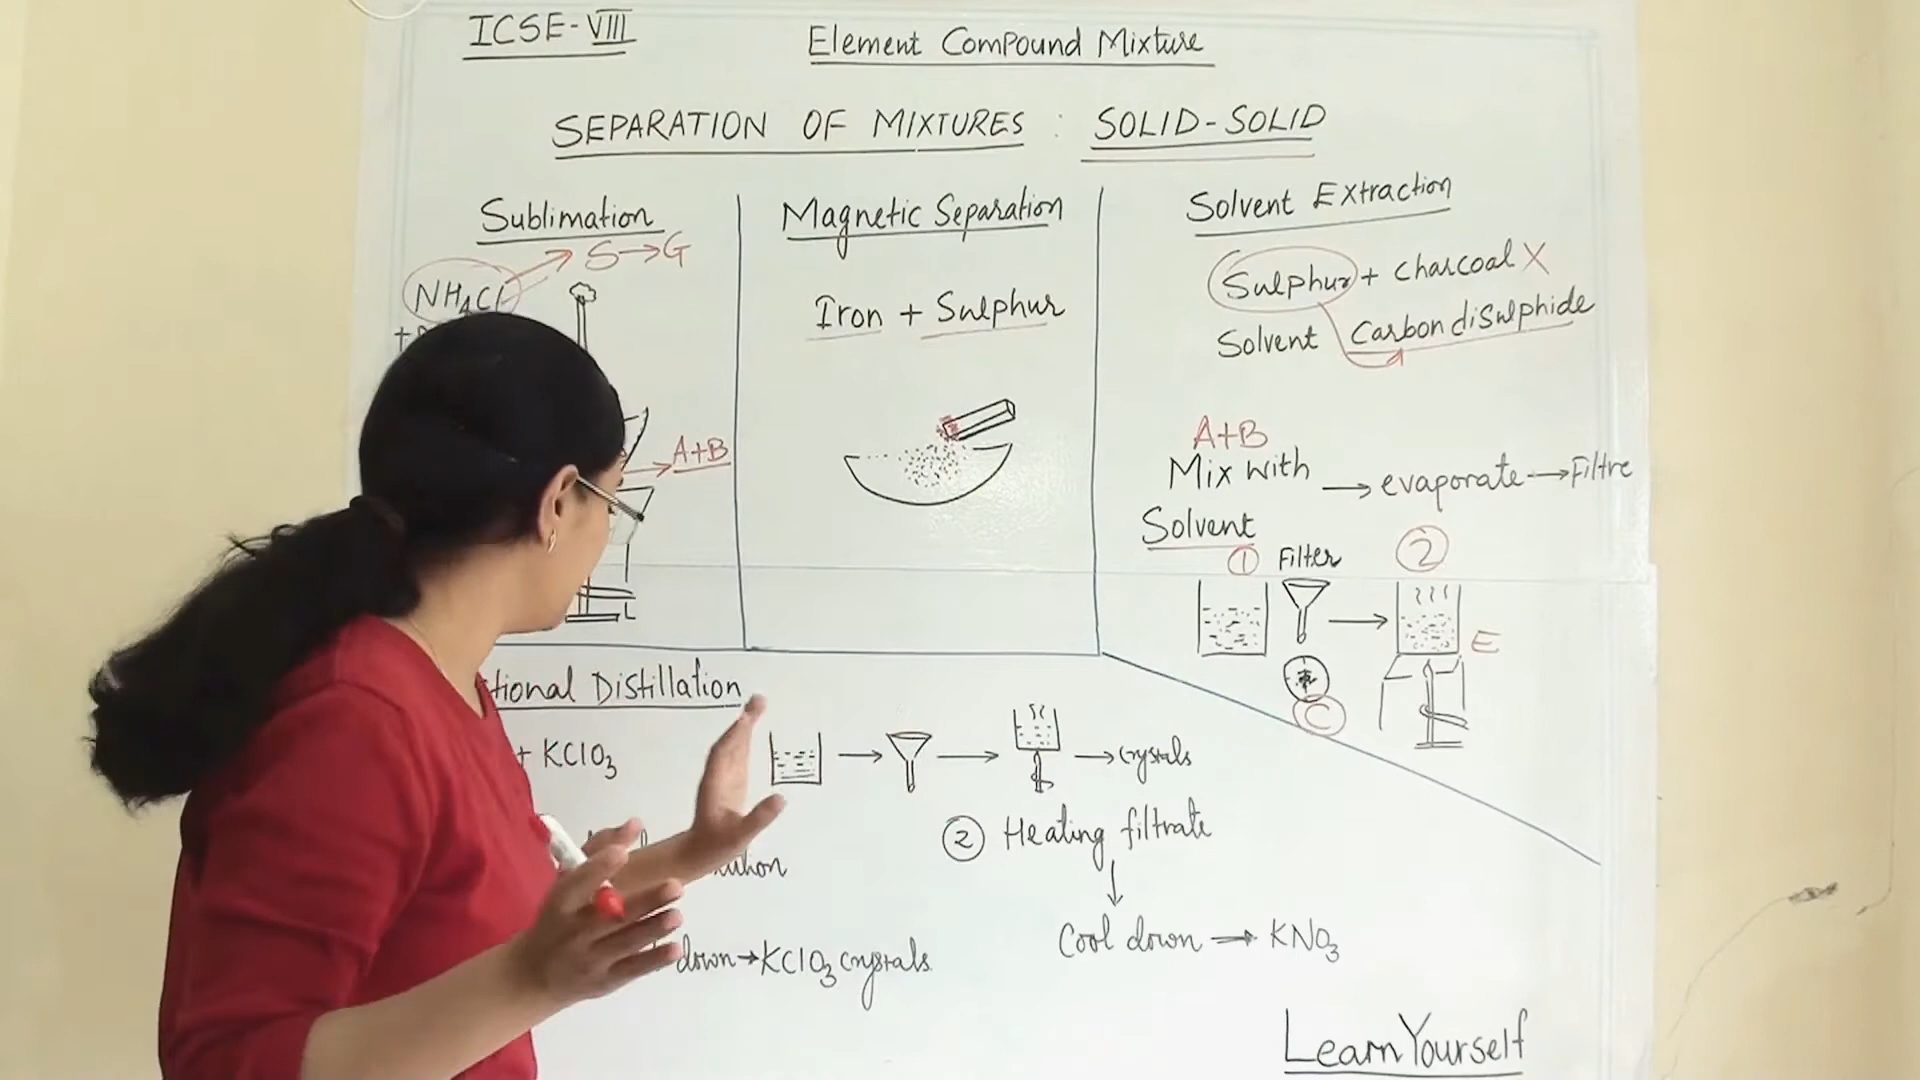 ICSE-VIII
Element Compound Mixture
SEPARATION OF MIXTURES : SOLID-SOLID
Sublimation
S→G
NH4Cl
+
A+B
Magnetic Separation
Iron + Sulphur
Solvent Extraction
Sulphur + Charcoal X
Solvent Carbon disulphide
A+B
Mix with → evaporate → Filtre
Solvent
1 Filter 2
E
C
tional Distillation
+ KClO3
→ → → crystals
2 Heating filtrate
↓
Cool down → KNO3
down → KClO3 crystals
Learn Yourself